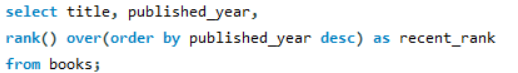 select title, published_year,
rank() over(order by published_year desc) as recent_rank
from books;